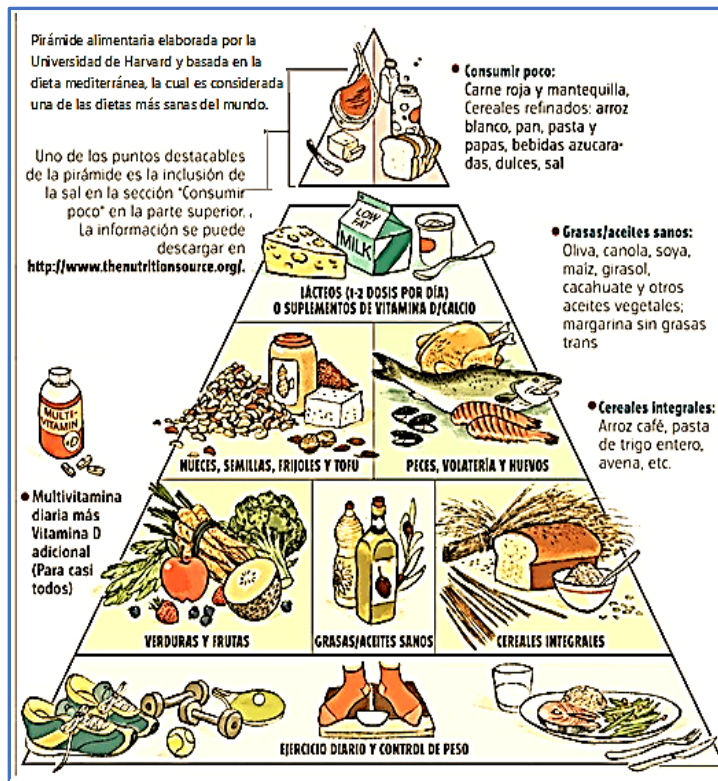 Pirámide alimentaria elaborada por la
Universidad de Harvard y basada en la
dieta mediterránea, la cual es considerada
una de las dietas más sanas del mundo.
Uno de los puntos destacables
de la pirámide es la inclusión de
la sal en la sección "Consumir
poco" en la parte superior.
La información se puede
descargar en
http://www.thenutritionsource.org/.
• Consumir poco:
Carne roja y mantequilla,
Cereales refinados: arroz
blanco, pan, pasta y
papas, bebidas azucara-
das, dulces, sal
LOW
FAT
MILK
LÁCTEOS (1-2 DOSIS POR DÍA)
O SUPLEMENTOS DE VITAMINA D/CALCIO
• Grasas/aceites sanos:
Oliva, canola, soya,
maíz, girasol,
cacahuate y otros
aceites vegetales;
margarina sin grasas
trans
NUECES, SEMILLAS, FRIJOLES Y TOFU
PECES, VOLATERÍA Y HUEVOS
• Cereales integrales:
Arroz café, pasta
de trigo entero,
avena, etc.
MULTI-
VITAMIN
+D
• Multivitamina
diaria más
Vitamina D
adicional
(Para casi
todos)
VERDURAS Y FRUTAS
GRASAS/ACEITES SANOS
CEREALES INTEGRALES
EJERCICIO DIARIO Y CONTROL DE PESO